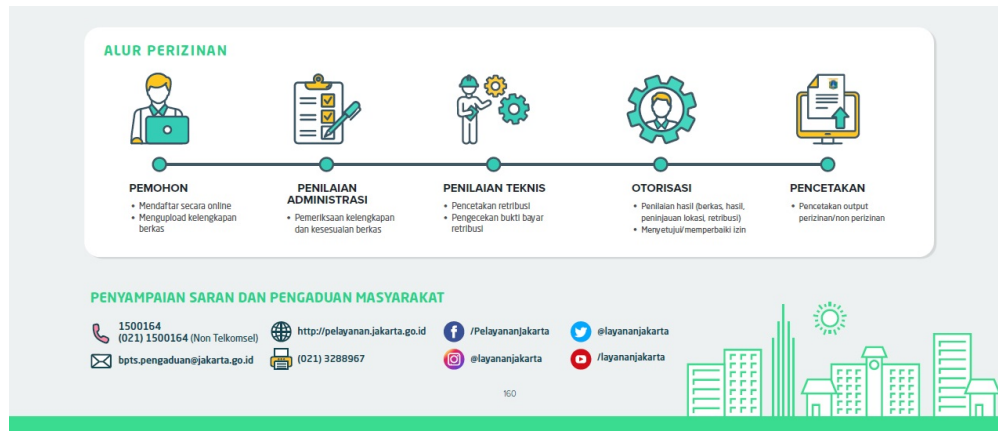 ALUR PERIZINAN
PEMOHON
• Mendaftar secara online
• Mengupload kelengkapan
berkas
PENILAIAN
ADMINISTRASI
• Pemeriksaan kelengkapan
dan kesesuaian berkas
PENILAIAN TEKNIS
• Pencetakan retribusi
• Pengecekan bukti bayar
retribusi
OTORISASI
• Penilaian hasil (berkas, hasil,
peninjauan lokasi, retribusi)
• Menyetujui/memperbaiki izin
PENCETAKAN
• Pencetakan output
perizinan/non perizinan
PENYAMPAIAN SARAN DAN PENGADUAN MASYARAKAT
1500164
(021) 1500164 (Non Telkomsel)
bpts.pengaduan@jakarta.go.id
http://pelayanan.jakarta.go.id
(021) 3288967
/PelayananJakarta
@layananjakarta
@layananjakarta
/layananjakarta
160